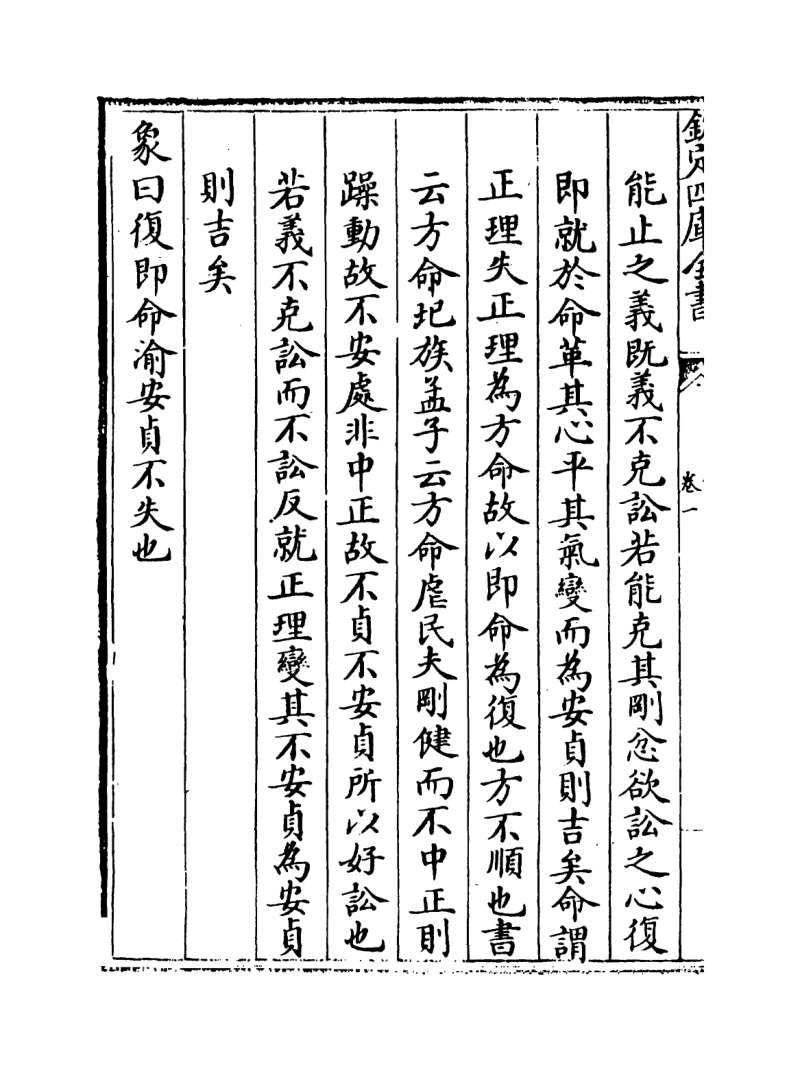 欽定四庫全書
卷一
能止之義既義不克訟若能克其剛忿欲訟之心復
即就於命革其心平其氣變而為安貞則吉矣命謂
正理失正理為方命故以即命為復也方不順也書
云方命圮族孟子云方命虐民夫剛健而不中正則
躁動故不安處非中正故不貞不安貞所以好訟也
若義不克訟而不訟反就正理變其不安貞為安貞
則吉矣
象曰復即命渝安貞不失也